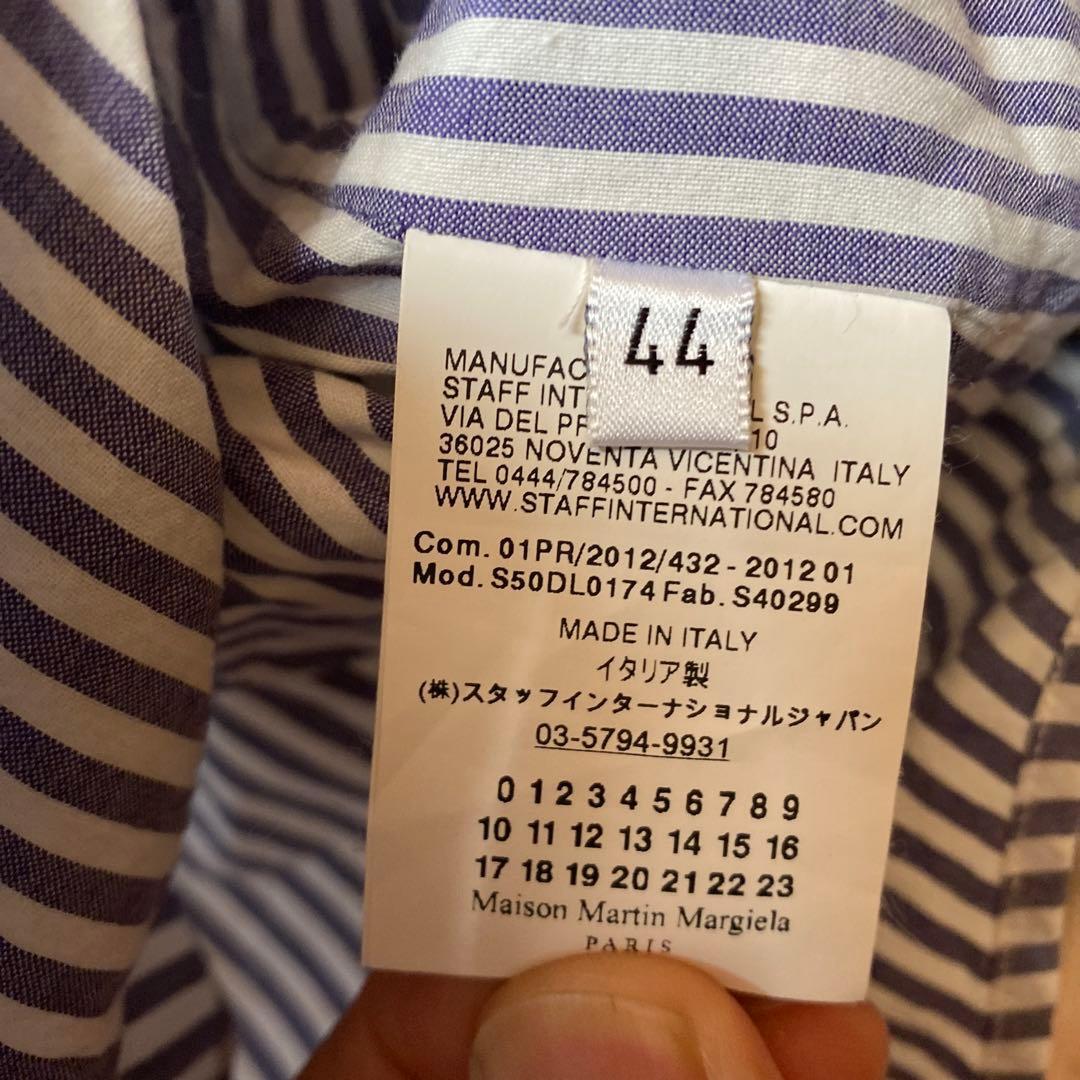 44
MANUFAC
STAFF INT L S.P.A.
VIA DEL PR 10
36025 NOVENTA VICENTINA ITALY
TEL 0444/784500 - FAX 784580
WWW.STAFFINTERNATIONAL.COM
Com. 01PR/2012/432 - 2012 01
Mod. S50DL0174 Fab. S40299
MADE IN ITALY
イタリア製
(株)スタッフインターナショナルジャパン
03-5794-9931
0 1 2 3 4 5 6 7 8 9
10 11 12 13 14 15 16
17 18 19 20 21 22 23
Maison Martin Margiela
PARIS